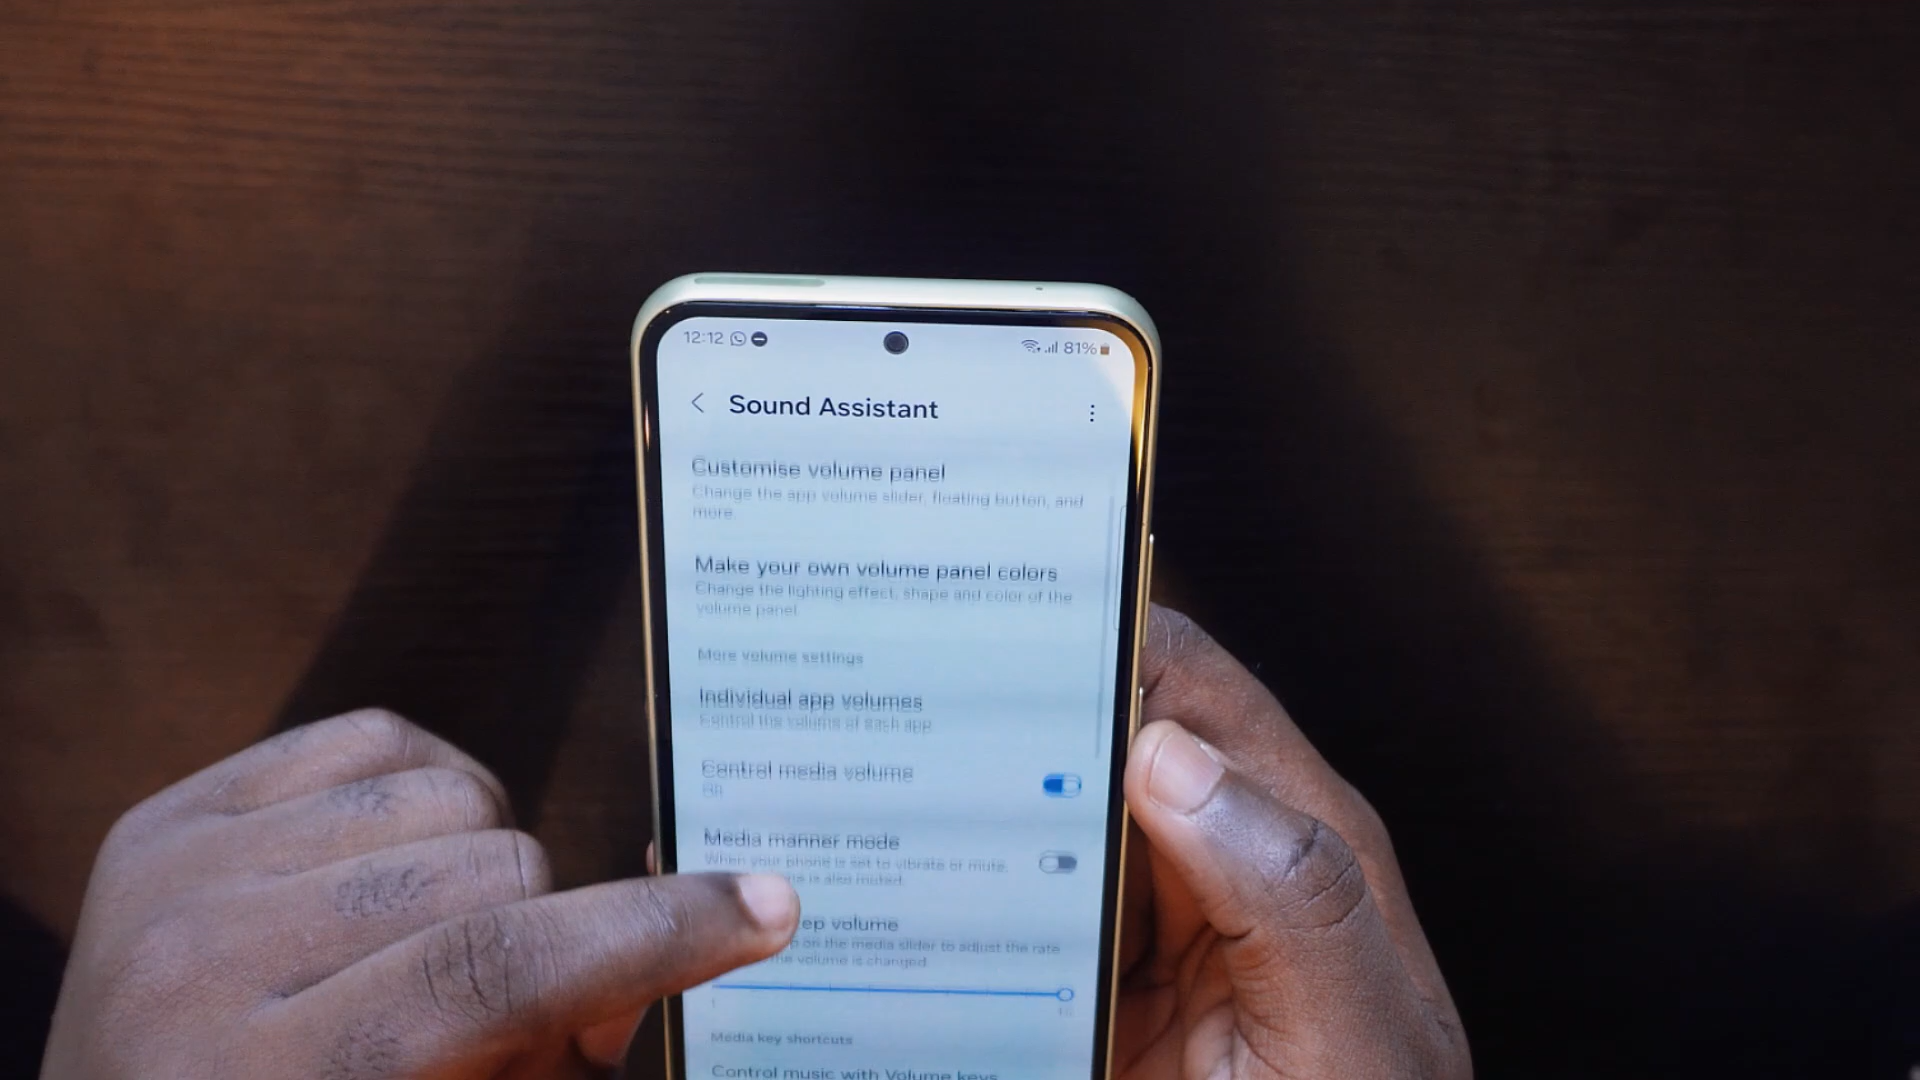 12:12
81%
Sound Assistant
Customise volume panel
Change the app volume slider, floating button, and
more.
Make your own volume panel colors
Change the lighting effect, shape and color of the
volume panel.
More volume settings
Individual app volumes
Control the volume of each app.
Control media volume
On
Media manner mode
When your phone is set to vibrate or mute,
is also muted.
volume
on the media slider to adjust the rate
volume is changed.
1
10
Media key shortcuts
Control music with Volume keys